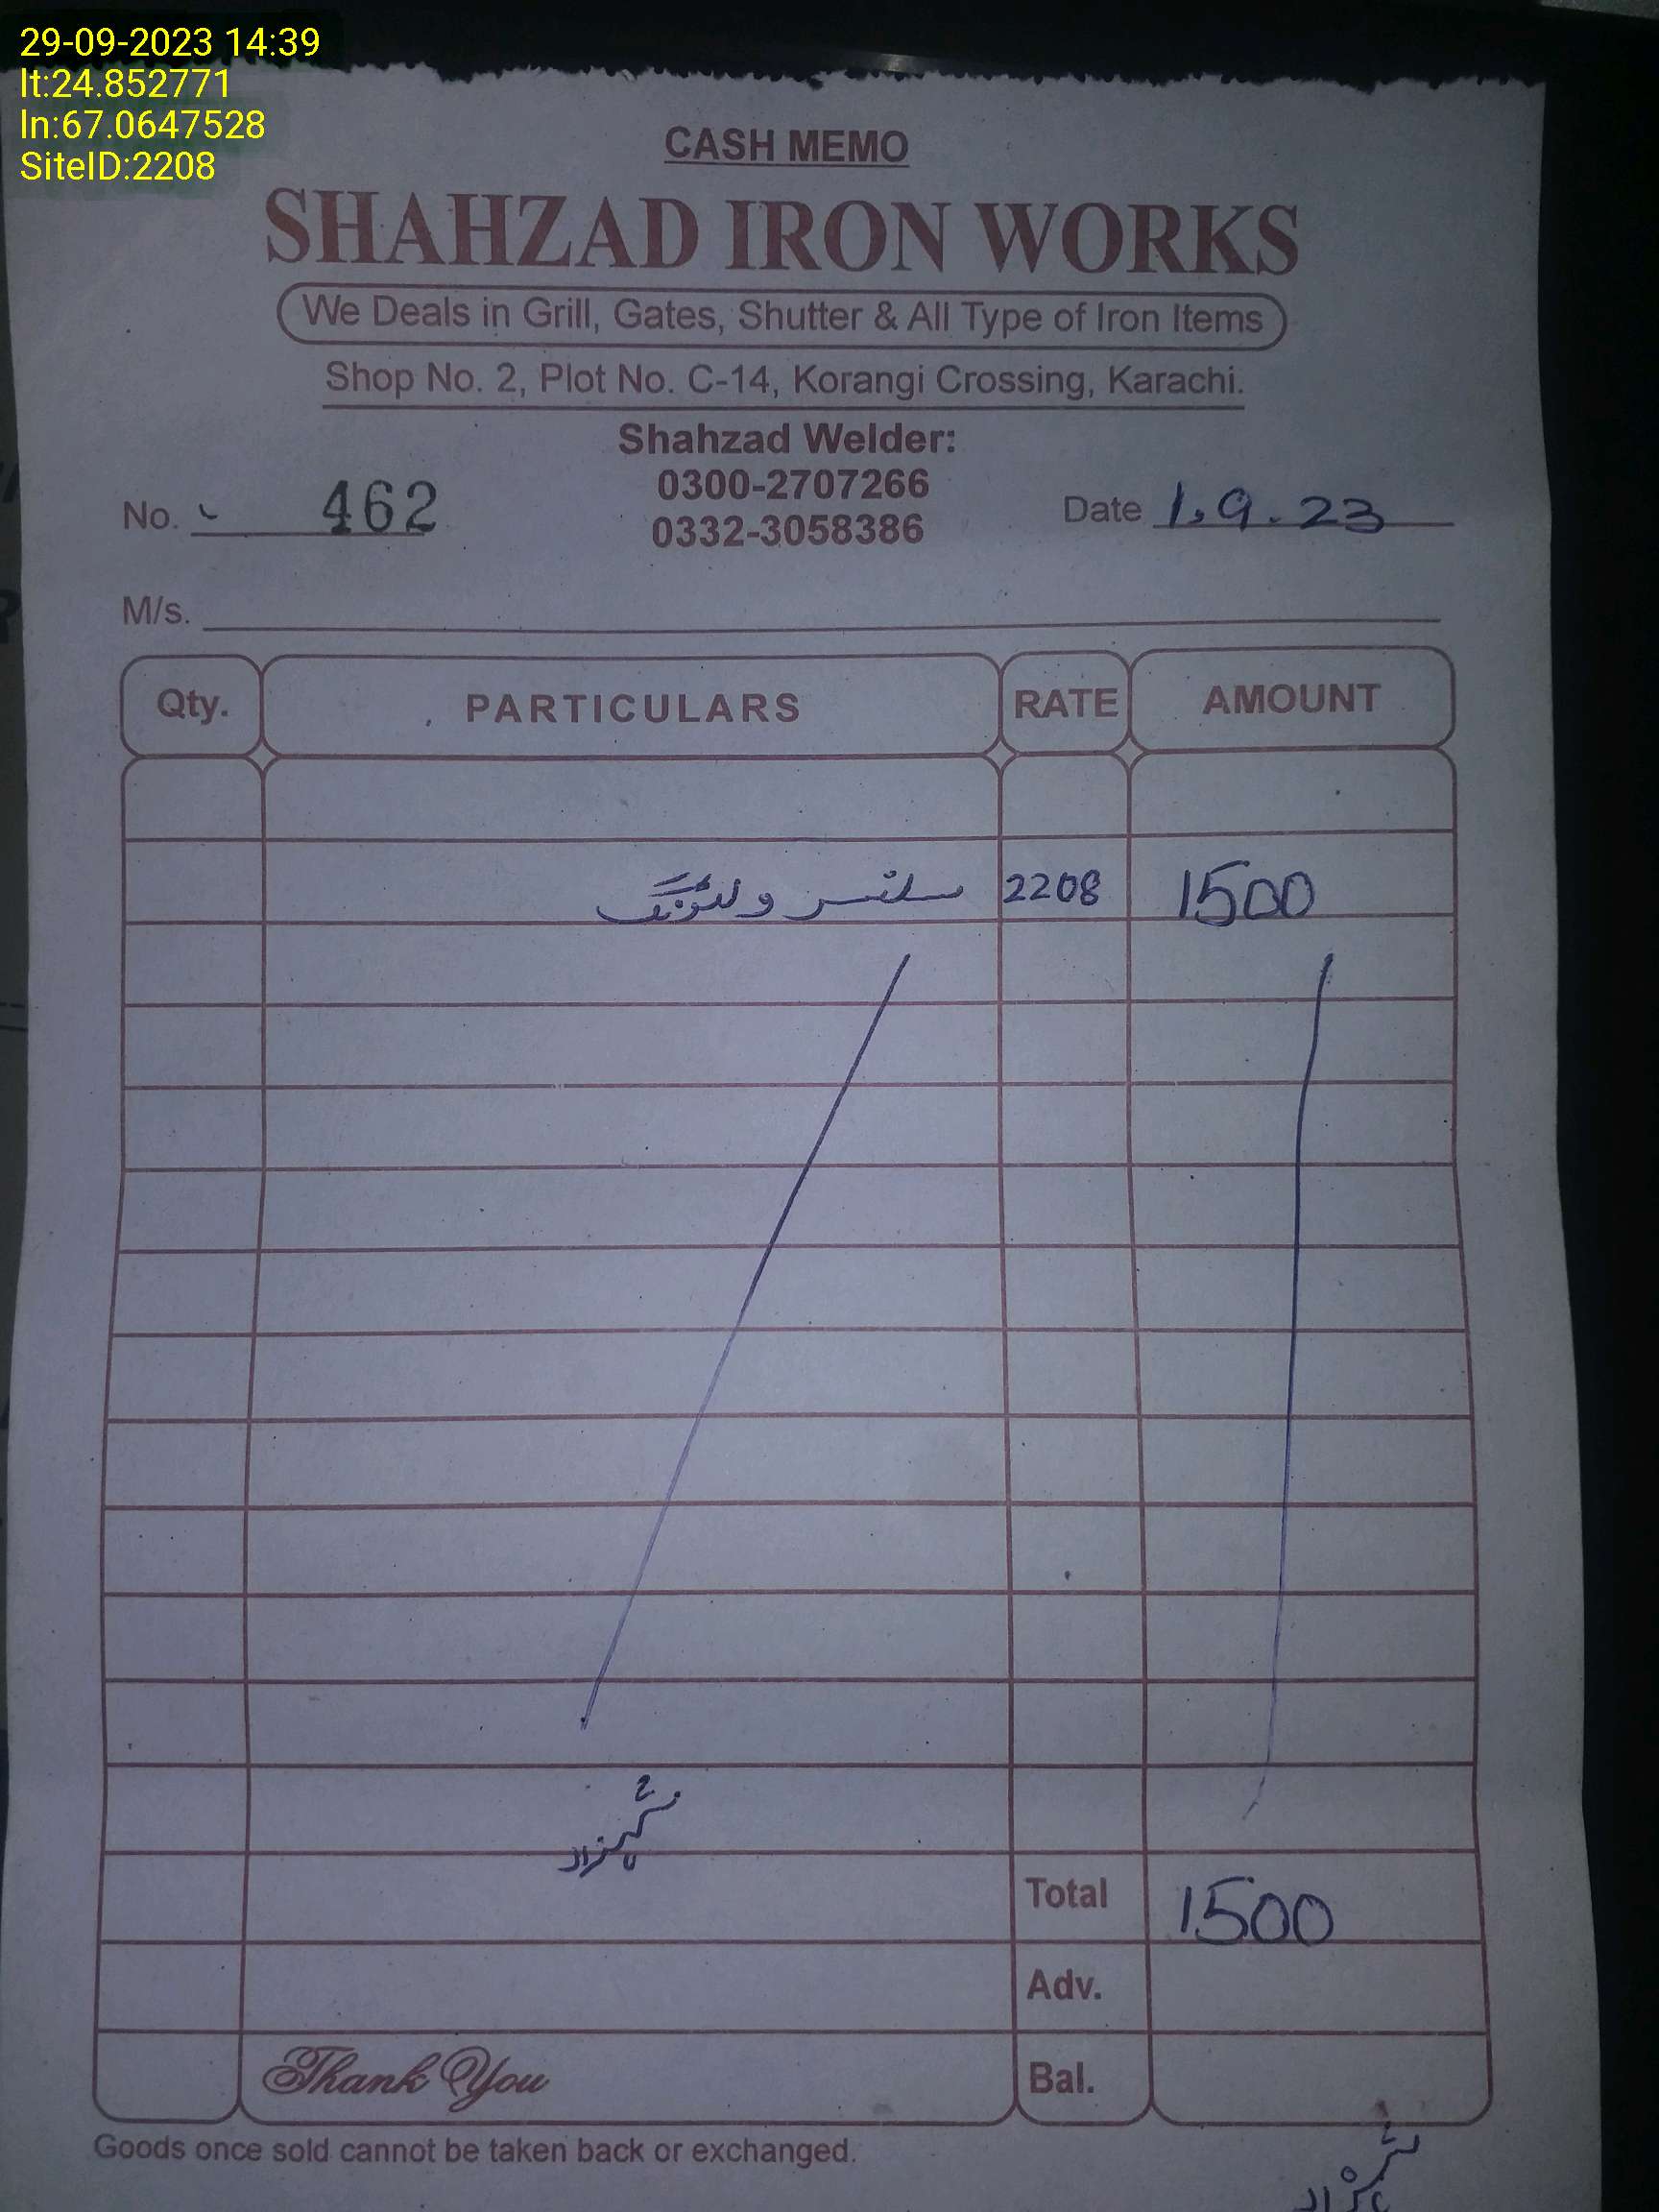 29-09-2023 14:39
lt:24.852771
ln:67.0647528
SiteID:2208
CASH MEMO
SHAHZAD IRON WORKS
We Deals in Grill, Gates, Shutter & All Type of Iron Items
Shop No. 2, Plot No. C-14, Korangi Crossing, Karachi.
Shahzad Welder:
0300-2707266
0332-3058386
No. 462
Date 1.9.23
M/s.
Qty. PARTICULARS RATE AMOUNT
سلنسر ولڈنگ 2208 1500
شہزاد
Total 1500
Adv.
Thank You Bal.
Goods once sold cannot be taken back or exchanged.
شہزاد